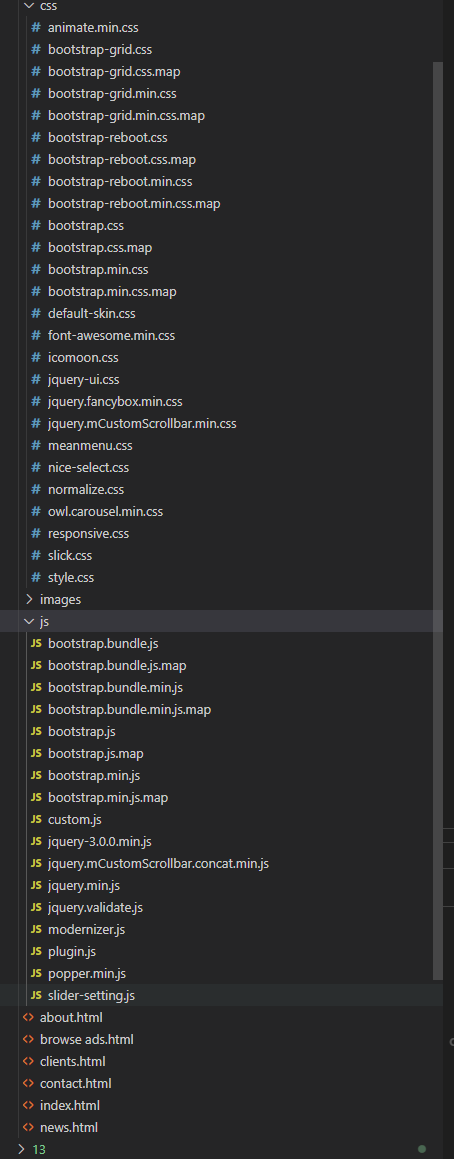 css
animate.min.css
bootstrap-grid.css
bootstrap-grid.css.map
bootstrap-grid.min.css
bootstrap-grid.min.css.map
bootstrap-reboot.css
bootstrap-reboot.css.map
bootstrap-reboot.min.css
bootstrap-reboot.min.css.map
bootstrap.css
bootstrap.css.map
bootstrap.min.css
bootstrap.min.css.map
default-skin.css
font-awesome.min.css
icomoon.css
jquery-ui.css
jquery.fancybox.min.css
jquery.mCustomScrollbar.min.css
meanmenu.css
nice-select.css
normalize.css
owl.carousel.min.css
responsive.css
slick.css
style.css
images
js
JS bootstrap.bundle.js
JS bootstrap.bundle.js.map
JS bootstrap.bundle.min.js
JS bootstrap.bundle.min.js.map
JS bootstrap.js
JS bootstrap.js.map
JS bootstrap.min.js
JS bootstrap.min.js.map
JS custom.js
JS jquery-3.0.0.min.js
JS jquery.mCustomScrollbar.concat.min.js
JS jquery.min.js
JS jquery.validate.js
JS modernizer.js
JS plugin.js
JS popper.min.js
JS slider-setting.js
about.html
browse ads.html
clients.html
contact.html
index.html
news.html
13